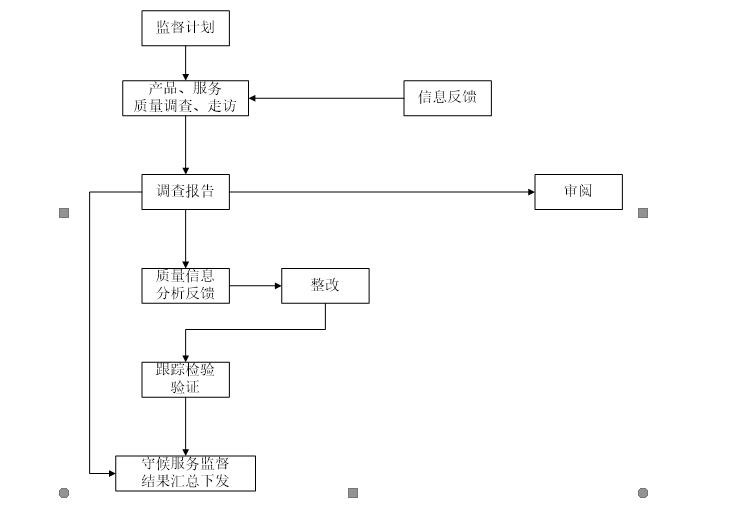 监督计划
产品、服务
质量调查、走访
信息反馈
调查报告
审阅
质量信息
分析反馈
整改
跟踪检验
验证
守候服务监督
结果汇总下发